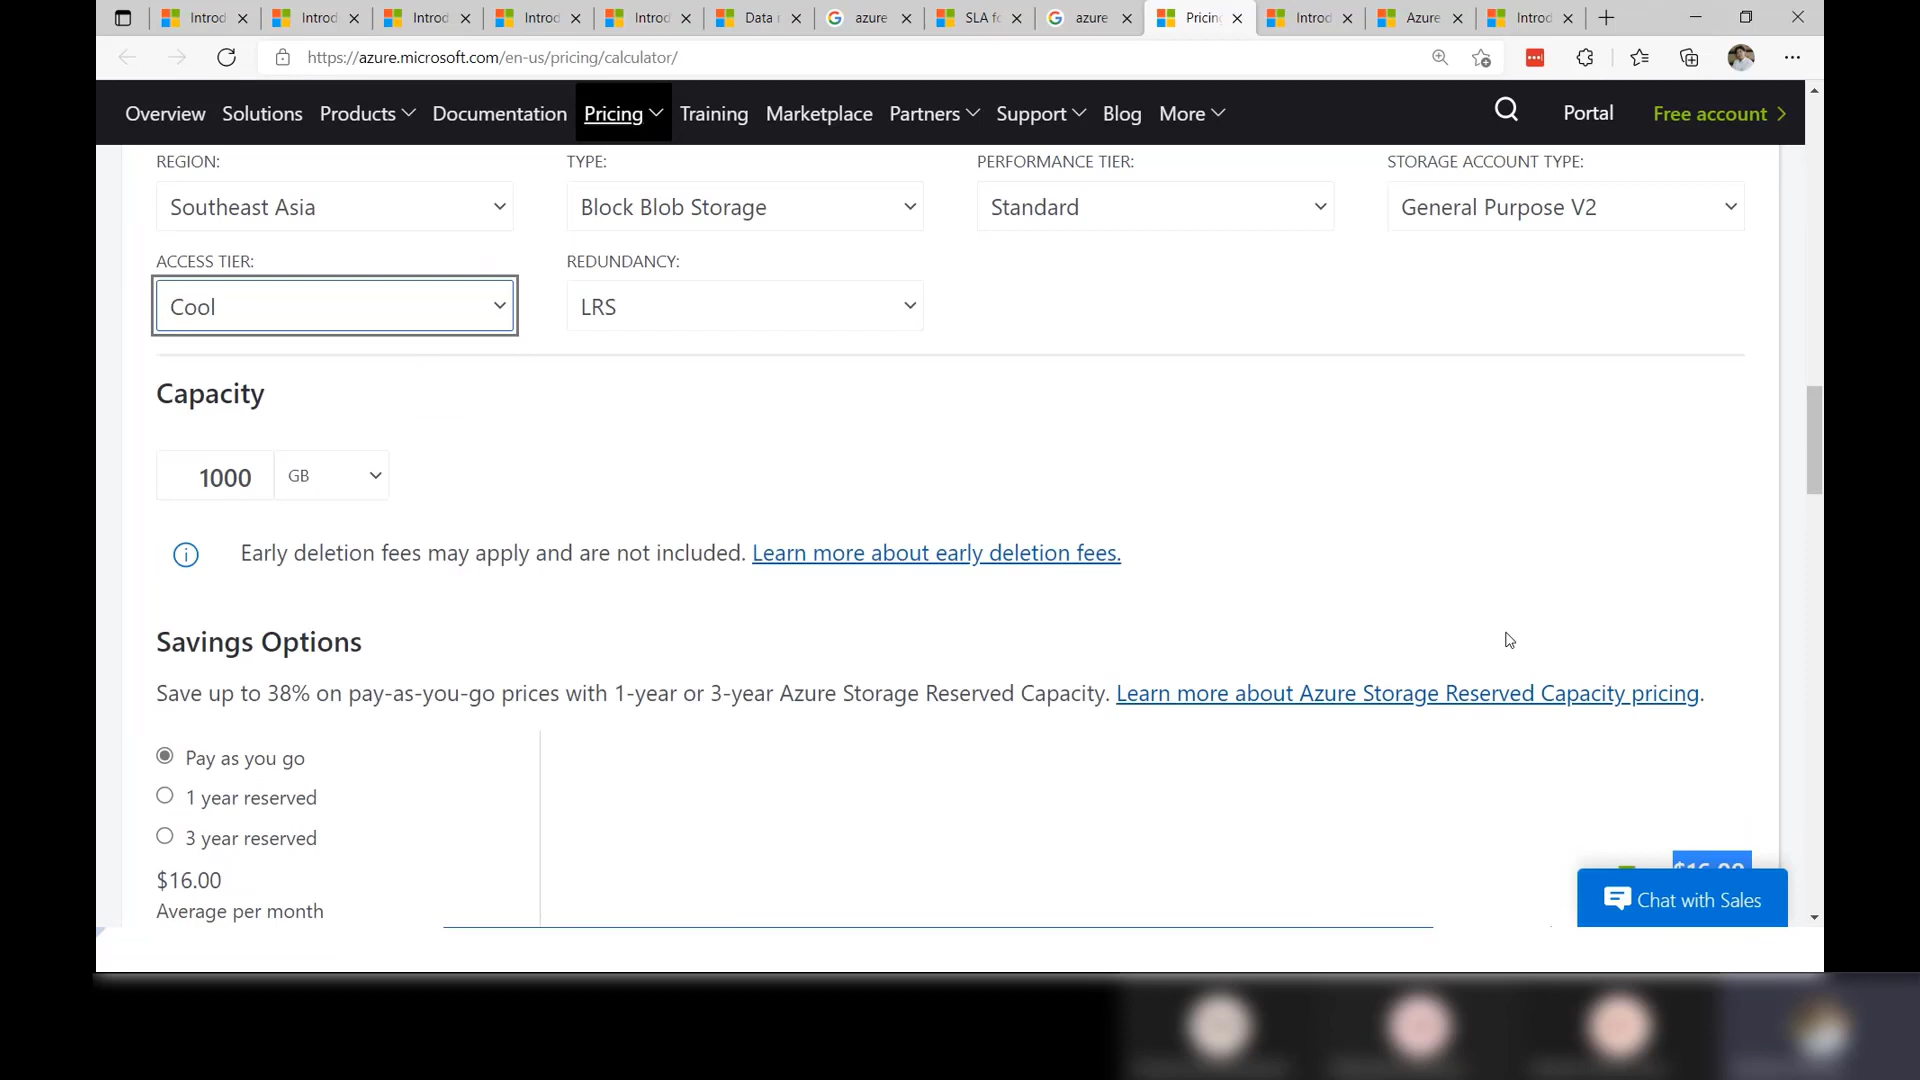 Introd Introd Introd Introd Introd Data r azure SLA fo azure Pricing Introd Azure Introd
https://azure.microsoft.com/en-us/pricing/calculator/
Overview Solutions Products Documentation Pricing Training Marketplace Partners Support Blog More Portal Free account
REGION: TYPE: PERFORMANCE TIER: STORAGE ACCOUNT TYPE:
Southeast Asia Block Blob Storage Standard General Purpose V2
ACCESS TIER: REDUNDANCY:
Cool LRS
Capacity
1000 GB
Early deletion fees may apply and are not included. Learn more about early deletion fees.
Savings Options
Save up to 38% on pay-as-you-go prices with 1-year or 3-year Azure Storage Reserved Capacity. Learn more about Azure Storage Reserved Capacity pricing.
Pay as you go
1 year reserved
3 year reserved
$16.00
$16.00
Average per month
Chat with Sales